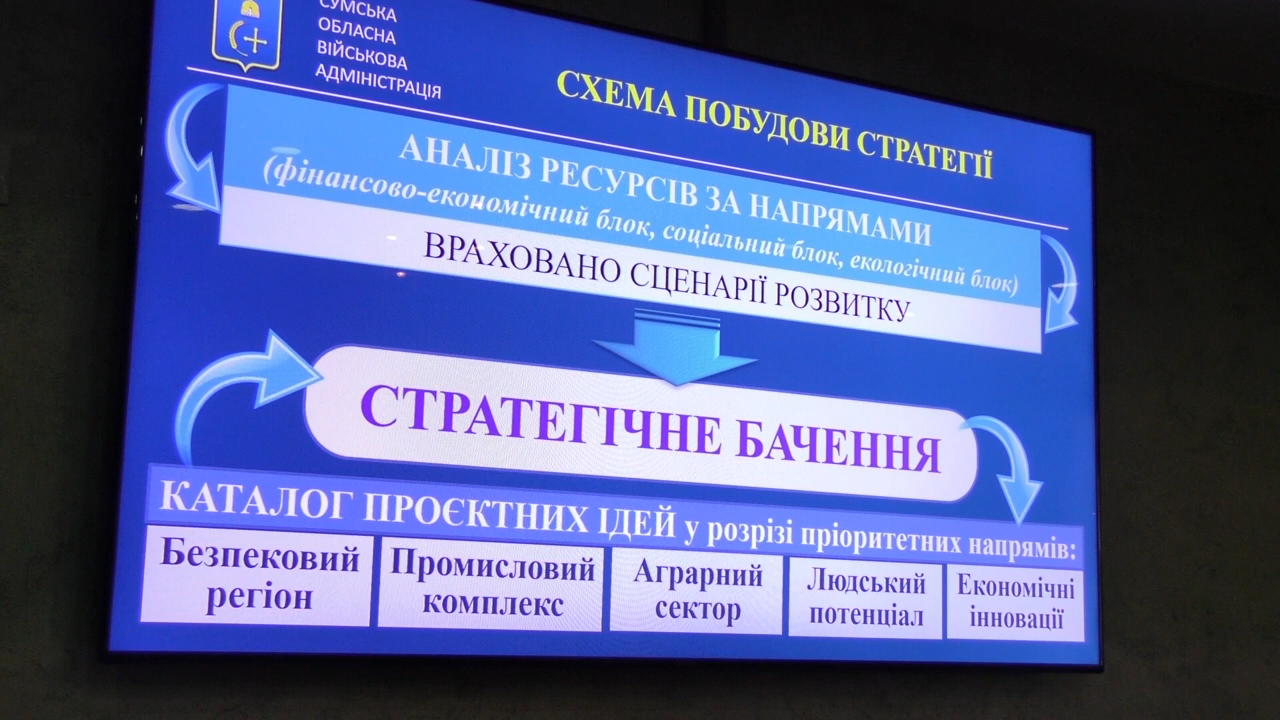 СУМСЬКА
ОБЛАСНА
ВІЙСЬКОВА
АДМІНІСТРАЦІЯ
СХЕМА ПОБУДОВИ СТРАТЕГІЇ
АНАЛІЗ РЕСУРСІВ ЗА НАПРЯМАМИ
(фінансово-економічний блок, соціальний блок, екологічний блок)
ВРАХОВАНО СЦЕНАРІЇ РОЗВИТКУ
СТРАТЕГІЧНЕ БАЧЕННЯ
КАТАЛОГ ПРОЄКТНИХ ІДЕЙ у розрізі пріоритетних напрямів:
Безпековий
регіон
Промисловий
комплекс
Аграрний
сектор
Людський
потенціал
Економічні
інновації